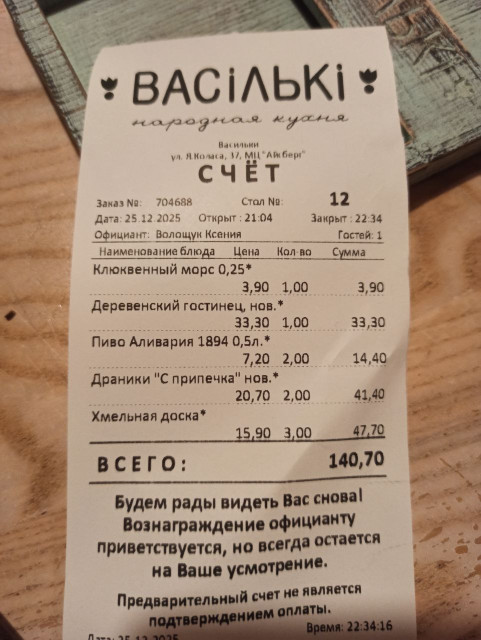 ВАСІЛЬКІ
народная кухня
Васильки
ул. Я.Коласа, 37, МЦ "Айсберг"
СЧЁТ
Заказ №: 704688 Стол №: 12
Дата: 25.12.2025 Открыт : 21:04 Закрыт : 22:34
Официант: Волощук Ксения Гостей: 1
Наименование блюда Цена Кол-во Сумма
Клюквенный морс 0,25*
3,90 1,00 3,90
Деревенский гостинец, нов.*
33,30 1,00 33,30
Пиво Аливария 1894 0,5л.*
7,20 2,00 14,40
Драники "С припечка" нов.*
20,70 2,00 41,40
Хмельная доска*
15,90 3,00 47,70
ВСЕГО: 140,70
Будем рады видеть Вас снова!
Вознаграждение официанту
приветствуется, но всегда остается
на Ваше усмотрение.
Предварительный счет не является
подтверждением оплаты.
Дата: 25.12.2025 Время: 22:34:16